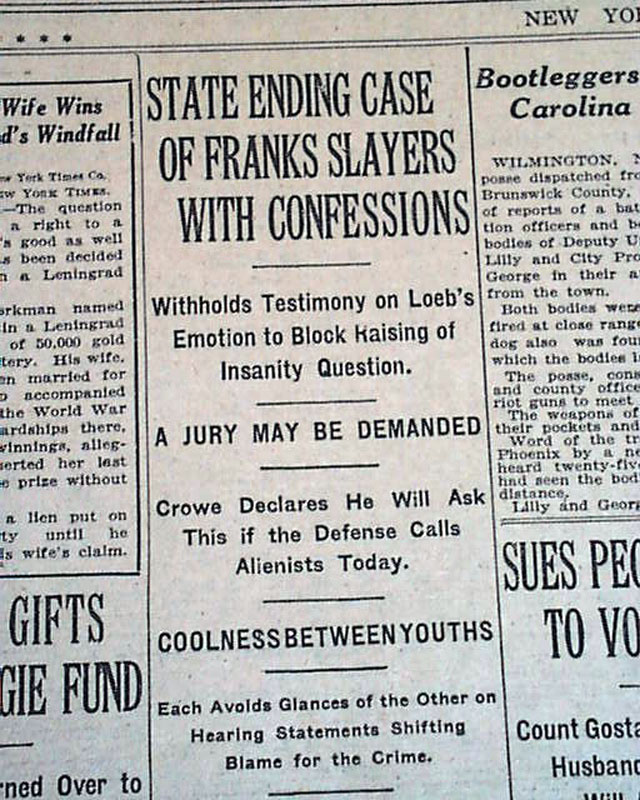 NEW
* * *
Wife Wins
d's Windfall
York Times Co.
YORK TIMES.
—The question
a right to a
's good as well
s been decided
n a Leningrad
rkman named
in a Leningrad
of 50,000 gold
tery. His wife,
en married for
accompanied
the World War
ardships there,
winnings, alleg-
serted her last
e prize without
a lien put on
ty until he
is wife's claim.
GIFTS
GIE FUND
rned Over to
STATE ENDING CASE
OF FRANKS SLAYERS
WITH CONFESSIONS
Withholds Testimony on Loeb's
Emotion to Block Raising of
Insanity Question.
A JURY MAY BE DEMANDED
Crowe Declares He Will Ask
This if the Defense Calls
Alienists Today.
COOLNESS BETWEEN YOUTHS
Each Avoids Glances of the Other on
Hearing Statements Shifting
Blame for the Crime.
Bootleggers
Carolina
WILMINGTON, N
posse dispatched fro
Brunswick County,
of reports of a bat
tion officers and b
bodies of Deputy U
Lilly and City Pro
George in their a
from the town.
Both bodies were
fired at close range
dog also was fou
which the bodies l
The posse, cons
and county office
riot guns to meet
The weapons of
their pockets and
Word of the tr
Phoenix by a ne
heard twenty-five
had seen the bod
distance.
Lilly and Geor
SUES PEO
TO VO
Count Gosta
Husband
Will